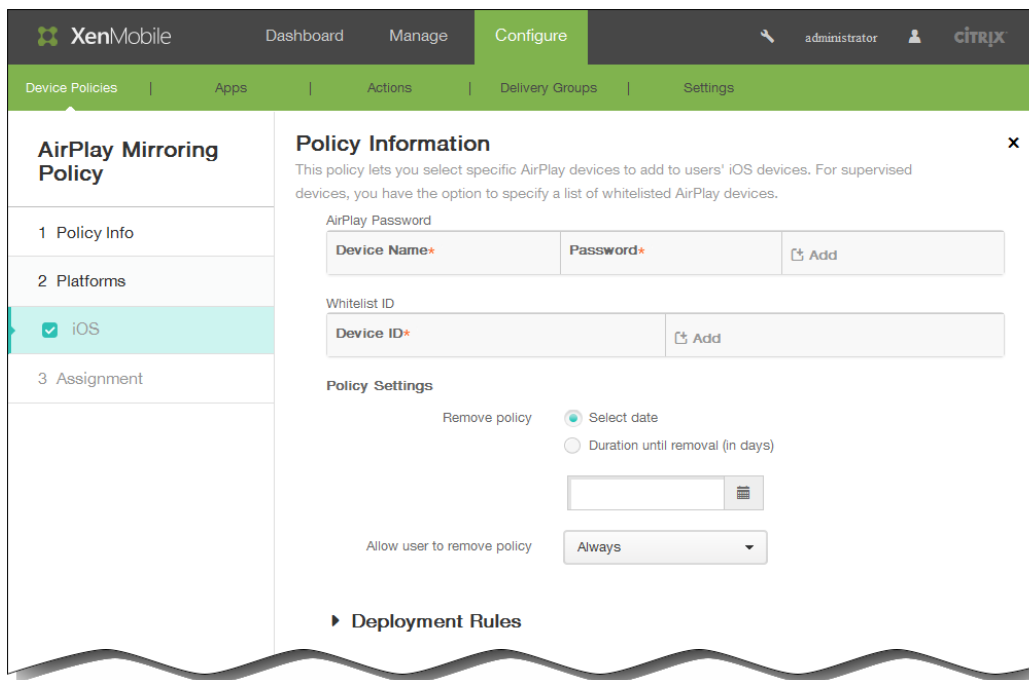 XenMobile Dashboard Manage Configure administrator CİTRIX
Device Policies | Apps | Actions | Delivery Groups | Settings
AirPlay Mirroring
Policy
1 Policy Info
2 Platforms
iOS
3 Assignment
Policy Information
This policy lets you select specific AirPlay devices to add to users' iOS devices. For supervised
devices, you have the option to specify a list of whitelisted AirPlay devices.
AirPlay Password
Device Name* Password* Add
Whitelist ID
Device ID* Add
Policy Settings
Remove policy Select date
Duration until removal (in days)
Allow user to remove policy Always
Deployment Rules